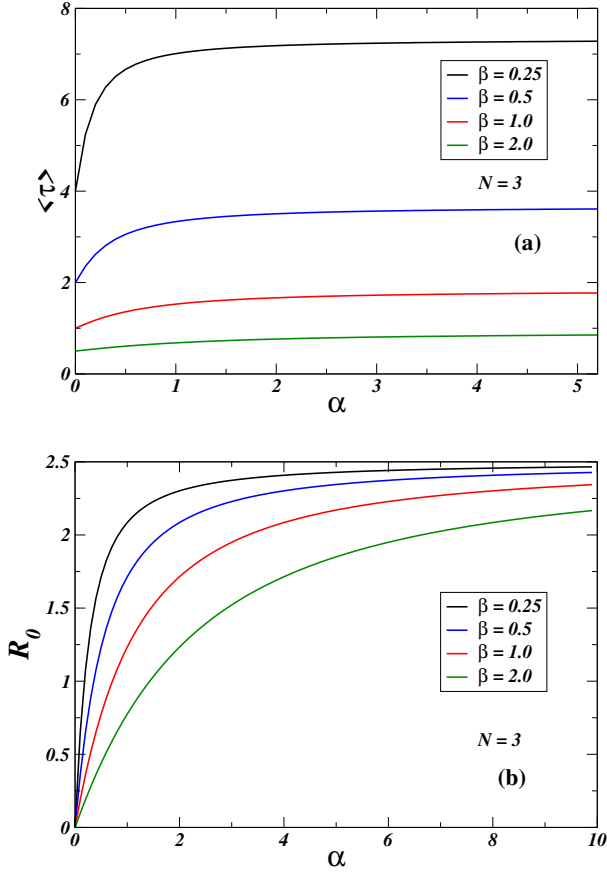 8
6
4
2
0
<τ>
β = 0.25
β = 0.5
β = 1.0
β = 2.0
N = 3
(a)
0 1 2 3 4 5
α
2.5
2
1.5
1
0.5
0
R0
β = 0.25
β = 0.5
β = 1.0
β = 2.0
N = 3
(b)
0 2 4 6 8 10
α